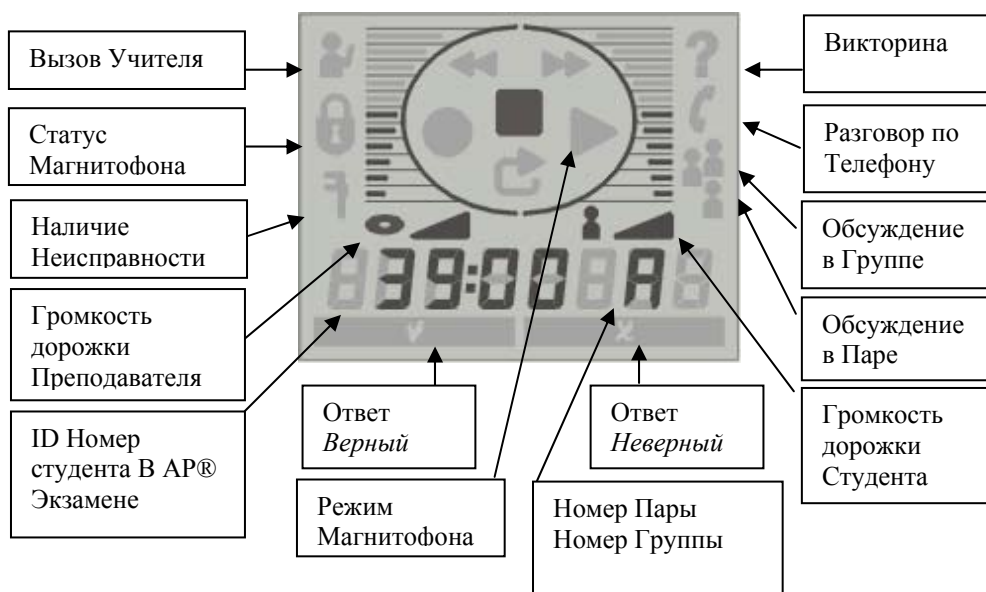 Вызов Учителя
Статус
Магнитофона
Наличие
Неисправности
Громкость
дорожки
Преподавателя
ID Номер
студента В AP®
Экзамене
39:00 A
Ответ
Верный
Ответ
Неверный
Режим
Магнитофона
Номер Пары
Номер Группы
Викторина
Разговор по
Телефону
Обсуждение
в Группе
Обсуждение
в Паре
Громкость
дорожки
Студента